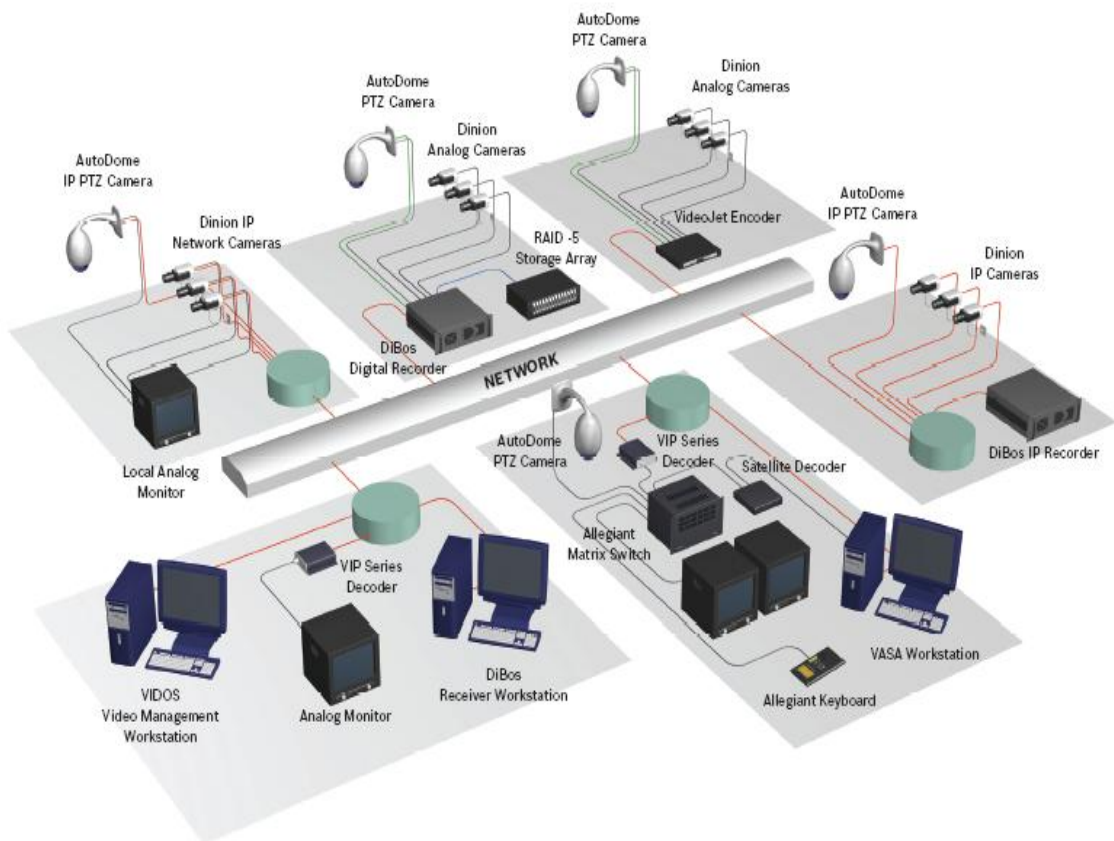 AutoDome
PTZ Camera
Dinion
Analog Cameras
AutoDome
PTZ Camera
Dinion
Analog Cameras
AutoDome
IP PTZ Camera
Dinion IP
Network Cameras
VideoJet Encoder
AutoDome
IP PTZ Camera
RAID -5
Storage Array
Dinion
IP Cameras
DiBos
Digital Recorder
NETWORK
Local Analog
Monitor
AutoDome
PTZ Camera
VIP Series
Decoder
Satellite Decoder
DiBos IP Recorder
Allegiant
Matrix Switch
VIP Series
Decoder
VASA Workstation
VIDOS
Video Management
Workstation
Analog Monitor
DiBos
Receiver Workstation
Allegiant Keyboard